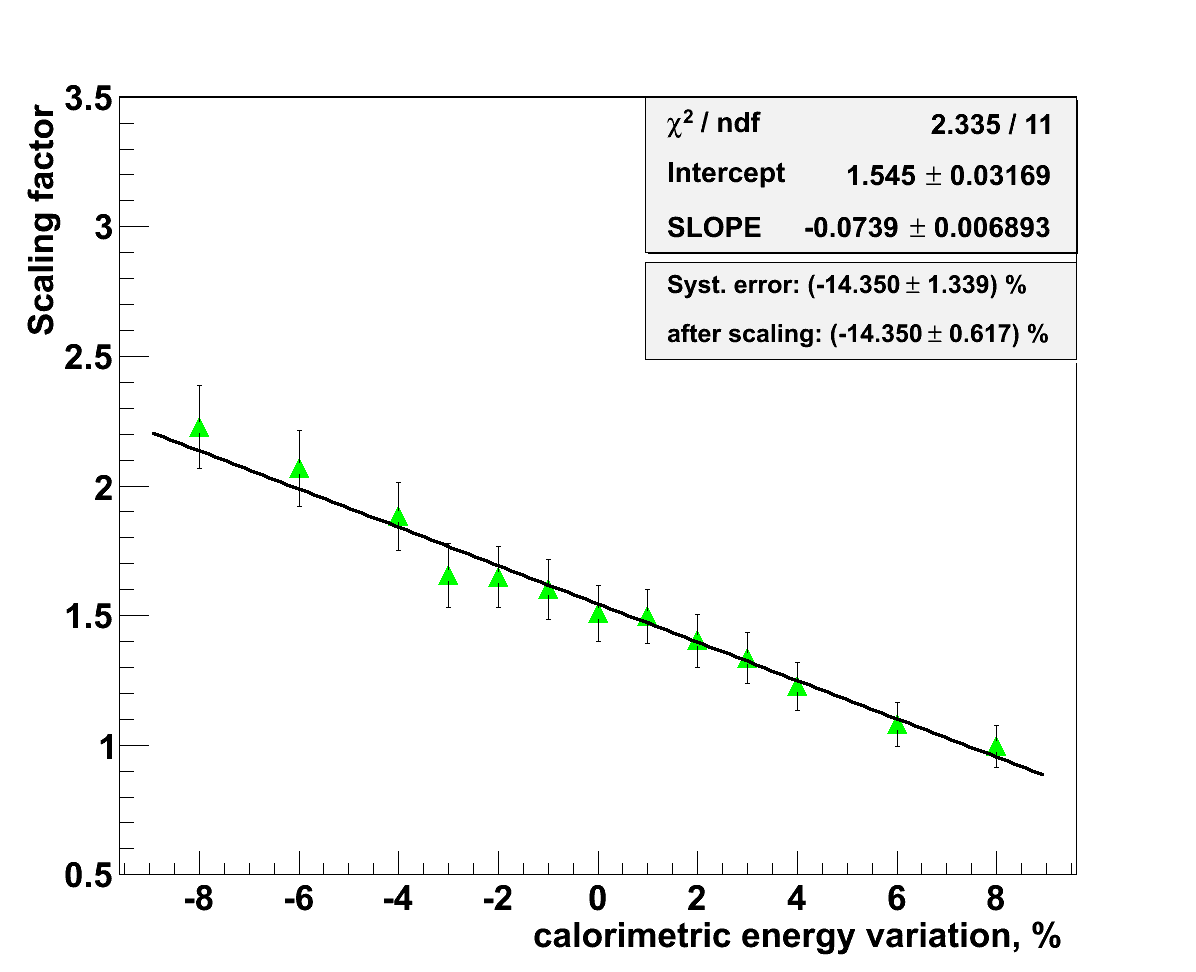 Scaling factor
3.5
3
2.5
2
1.5
1
0.5
χ² / ndf 2.335 / 11
Intercept 1.545 ± 0.03169
SLOPE -0.0739 ± 0.006893
Syst. error: (-14.350 ± 1.339) %
after scaling: (-14.350 ± 0.617) %
-8 -6 -4 -2 0 2 4 6 8
calorimetric energy variation, %